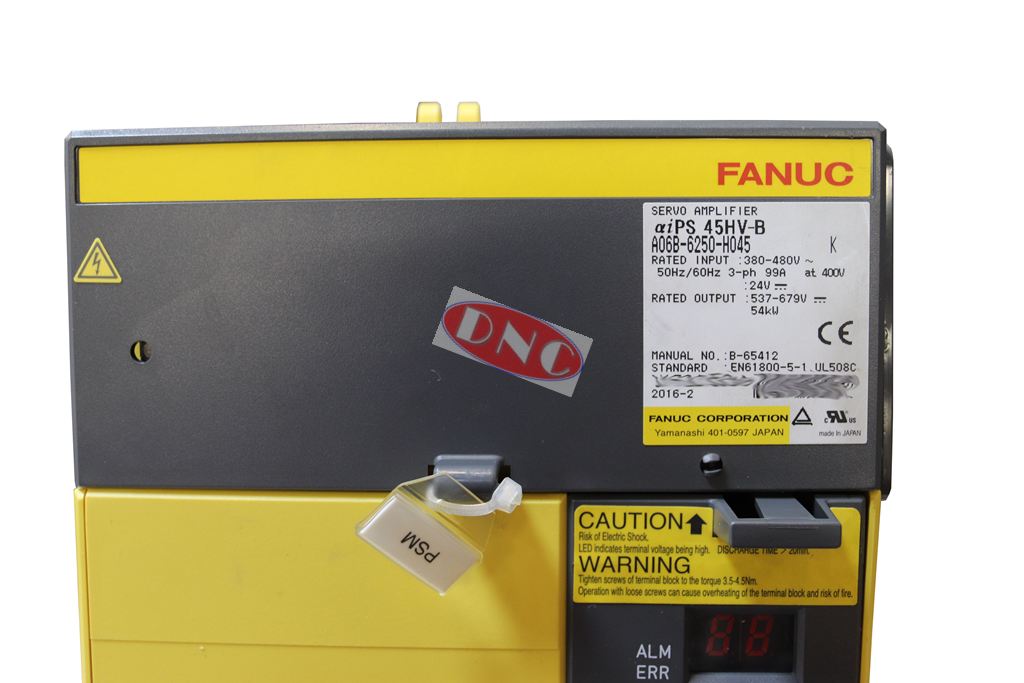 FANUC
SERVO AMPLIFIER
αiPS 45HV-B
A06B-6250-H045 K
RATED INPUT :380-480V ~
50Hz/60Hz 3-ph 99A at 400V
:24V ⎓
RATED OUTPUT :537-679V ⎓
54kW
CE
MANUAL NO.:B-65412
STANDARD :EN61800-5-1.UL508C
2016-2
FANUC CORPORATION
Yamanashi 401-0597 JAPAN
c RU us
made in JAPAN
DNC
PSM
CAUTION
Risk of Electric Shock.
LED indicates terminal voltage being high. DISCHARGE TIME > 20min.
WARNING
Tighten screws of terminal block to the torque 3.5-4.5Nm.
Operation with loose screws can cause overheating of the terminal block and risk of fire.
ALM
ERR
88